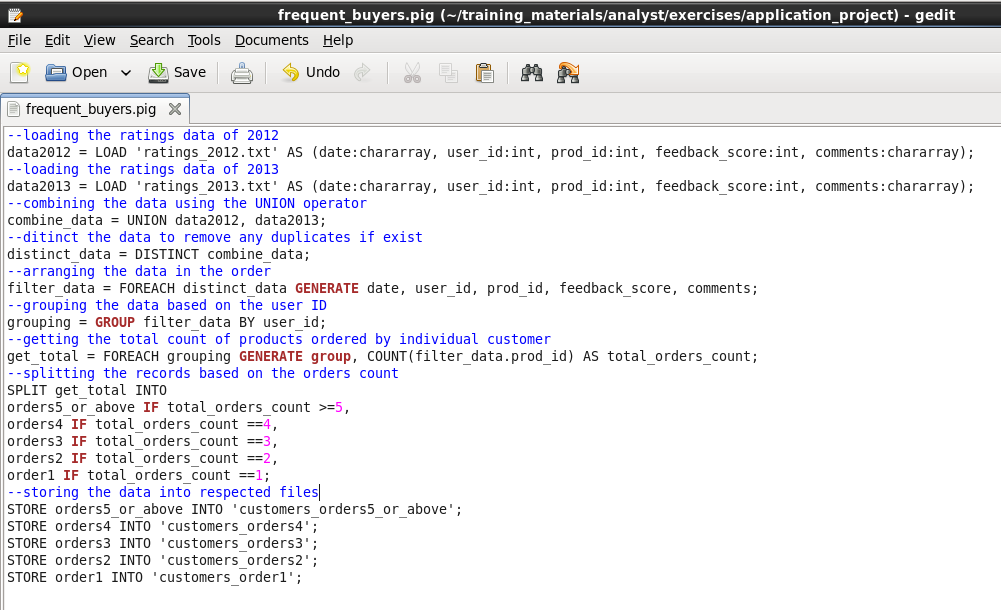 frequent_buyers.pig (~/training_materials/analyst/exercises/application_project) - gedit
File Edit View Search Tools Documents Help
Open Save Undo
frequent_buyers.pig
--loading the ratings data of 2012
data2012 = LOAD 'ratings_2012.txt' AS (date:chararray, user_id:int, prod_id:int, feedback_score:int, comments:chararray);
--loading the ratings data of 2013
data2013 = LOAD 'ratings_2013.txt' AS (date:chararray, user_id:int, prod_id:int, feedback_score:int, comments:chararray);
--combining the data using the UNION operator
combine_data = UNION data2012, data2013;
--ditinct the data to remove any duplicates if exist
distinct_data = DISTINCT combine_data;
--arranging the data in the order
filter_data = FOREACH distinct_data GENERATE date, user_id, prod_id, feedback_score, comments;
--grouping the data based on the user ID
grouping = GROUP filter_data BY user_id;
--getting the total count of products ordered by individual customer
get_total = FOREACH grouping GENERATE group, COUNT(filter_data.prod_id) AS total_orders_count;
--splitting the records based on the orders count
SPLIT get_total INTO
orders5_or_above IF total_orders_count >=5,
orders4 IF total_orders_count ==4,
orders3 IF total_orders_count ==3,
orders2 IF total_orders_count ==2,
order1 IF total_orders_count ==1;
--storing the data into respected files
STORE orders5_or_above INTO 'customers_orders5_or_above';
STORE orders4 INTO 'customers_orders4';
STORE orders3 INTO 'customers_orders3';
STORE orders2 INTO 'customers_orders2';
STORE order1 INTO 'customers_order1';